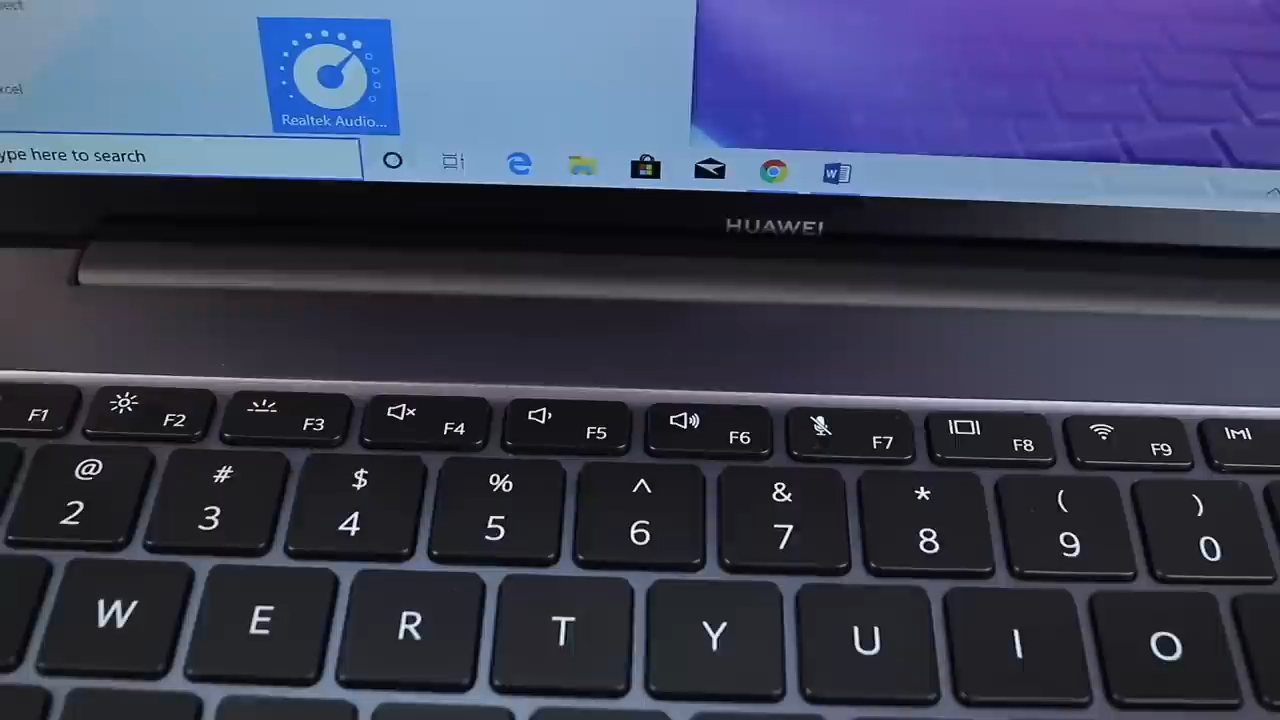 Realtek Audio...
ype here to search
HUAWEI
F1 F2 F3 F4 F5 F6 F7 F8 F9
@ # $ % ^ & * ( )
2 3 4 5 6 7 8 9 0
W E R T Y U I O